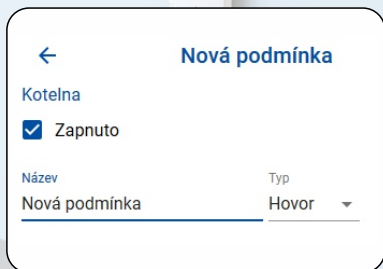 Nová podmínka
Kotelna
Zapnuto
Název
Typ
Nová podmínka
Hovor